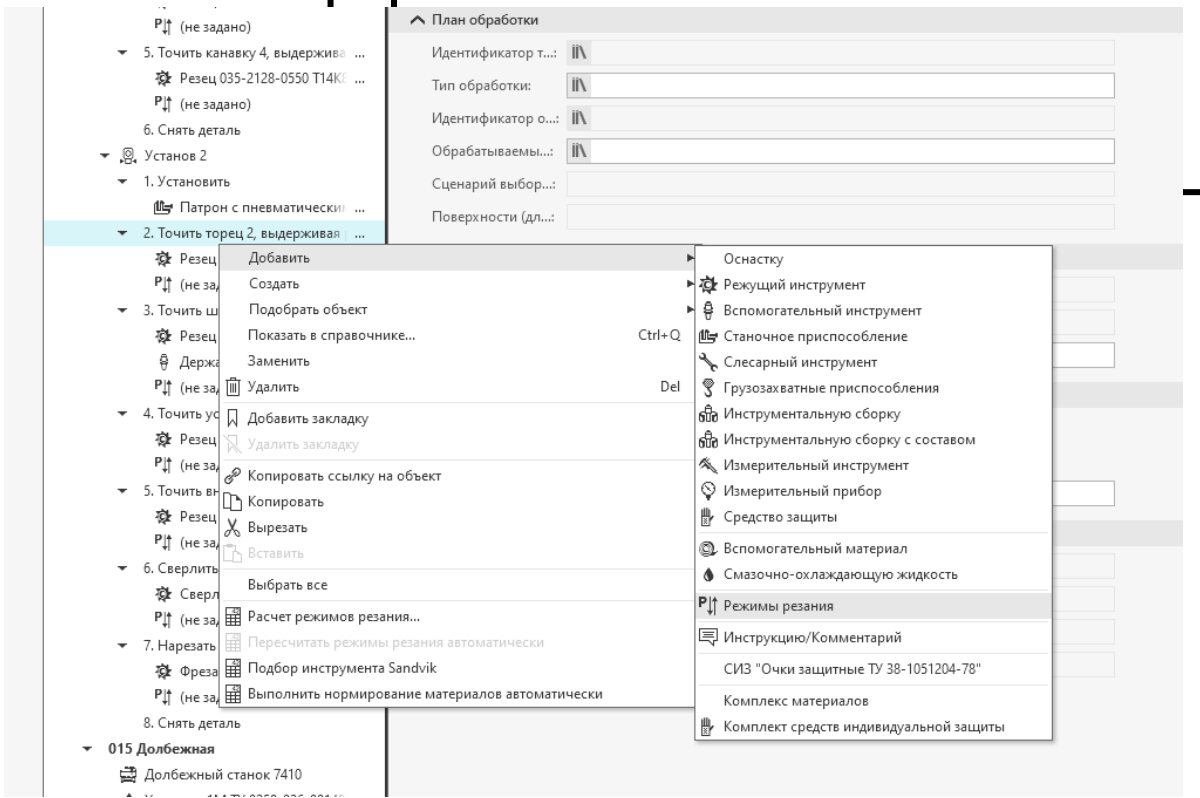 (не задано)
5. Точить канавку 4, выдержива ...
Резец 035-2128-0550 Т14К8 ...
(не задано)
6. Снять деталь
Установ 2
1. Установить
Патрон с пневматически ...
2. Точить торец 2, выдерживая ...
Резец
(не за
3. Точить ш
Резец
Держа
(не за
4. Точить ус
Резец
(не за
5. Точить вн
Резец
(не за
6. Сверлить
Сверл
(не за
7. Нарезать
Фреза
(не за
8. Снять деталь
015 Долбежная
Долбежный станок 7410
План обработки
Идентификатор т...:
Тип обработки:
Идентификатор о...:
Обрабатываемы...:
Сценарий выбор...:
Поверхности (дл...:
Добавить
Создать
Подобрать объект
Показать в справочнике... Ctrl+Q
Заменить
Удалить Del
Добавить закладку
Удалить закладку
Копировать ссылку на объект
Копировать
Вырезать
Вставить
Выбрать все
Расчет режимов резания...
Пересчитать режимы резания автоматически
Подбор инструмента Sandvik
Выполнить нормирование материалов автоматически
Оснастку
Режущий инструмент
Вспомогательный инструмент
Станочное приспособление
Слесарный инструмент
Грузозахватные приспособления
Инструментальную сборку
Инструментальную сборку с составом
Измерительный инструмент
Измерительный прибор
Средство защиты
Вспомогательный материал
Смазочно-охлаждающую жидкость
Режимы резания
Инструкцию/Комментарий
СИЗ "Очки защитные ТУ 38-1051204-78"
Комплекс материалов
Комплект средств индивидуальной защиты